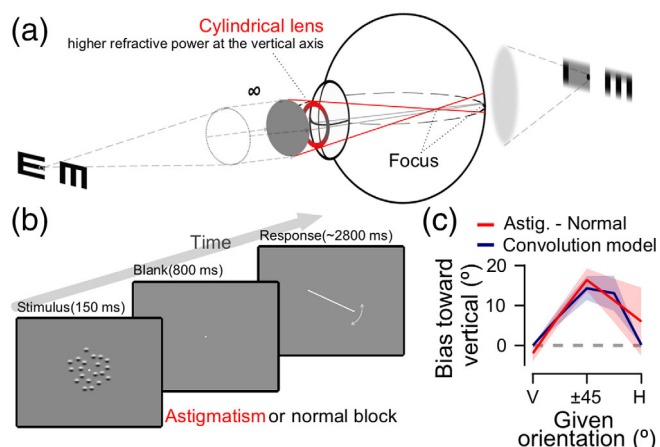 (a)
Cylindrical lens
higher refractive power at the vertical axis
∞
E E
E E
Focus
(b)
Time
Response(~2800 ms)
Blank(800 ms)
Stimulus(150 ms)
Astigmatism or normal block
(c)
Astig. - Normal
Convolution model
Bias toward
vertical (º)
20
10
0
V ±45 H
Given
orientation (º)